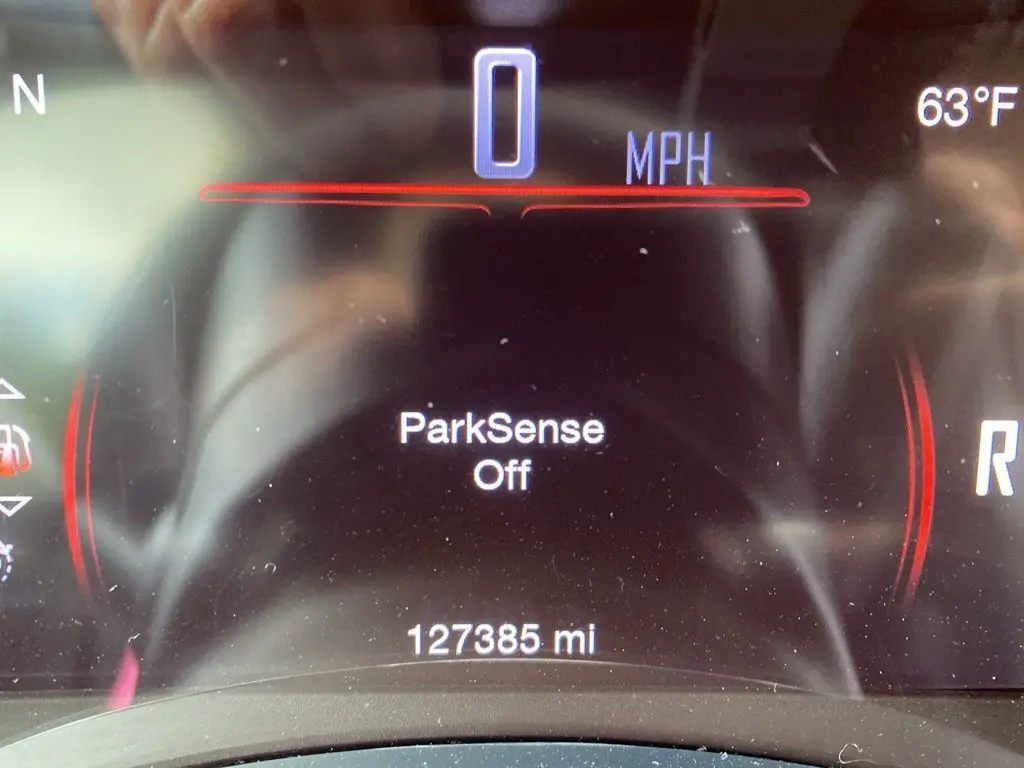 N
0 MPH
63°F
ParkSense
Off
R
127385 mi